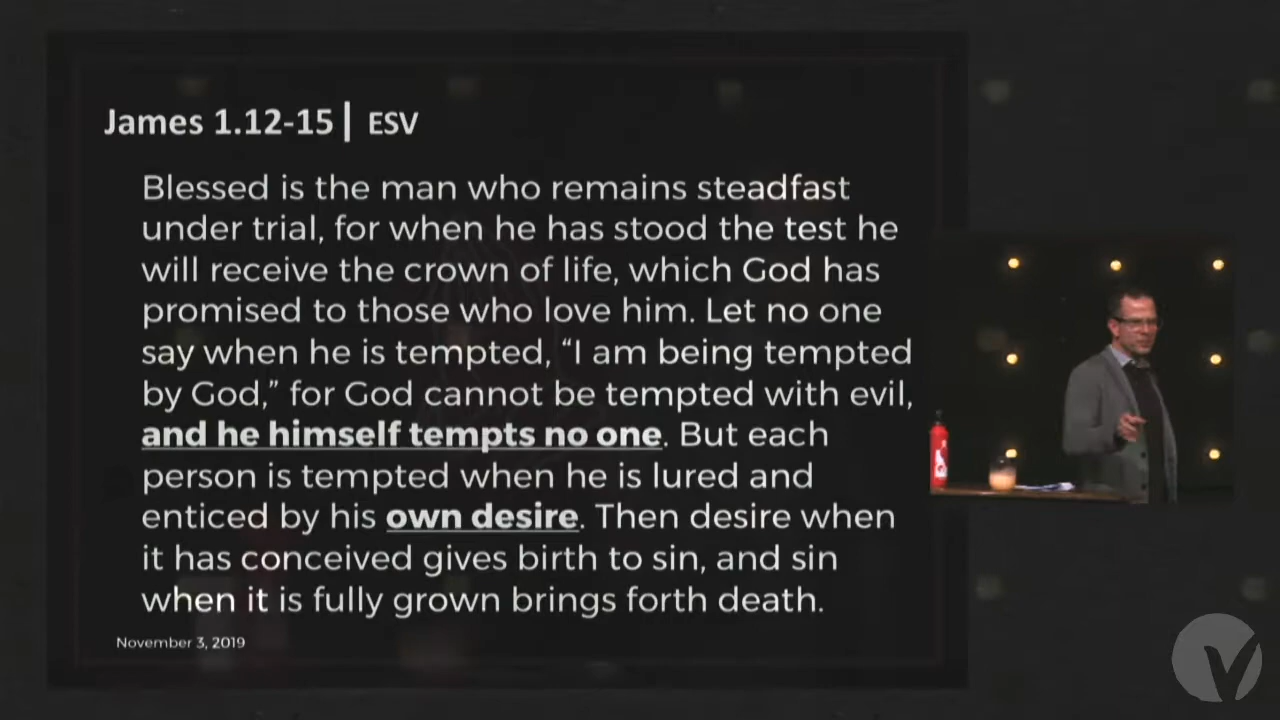 James 1.12-15| ESV
Blessed is the man who remains steadfast
under trial, for when he has stood the test he
will receive the crown of life, which God has
promised to those who love him. Let no one
say when he is tempted, “I am being tempted
by God,” for God cannot be tempted with evil,
and he himself tempts no one. But each
person is tempted when he is lured and
enticed by his own desire. Then desire when
it has conceived gives birth to sin, and sin
when it is fully grown brings forth death.
November 3, 2019